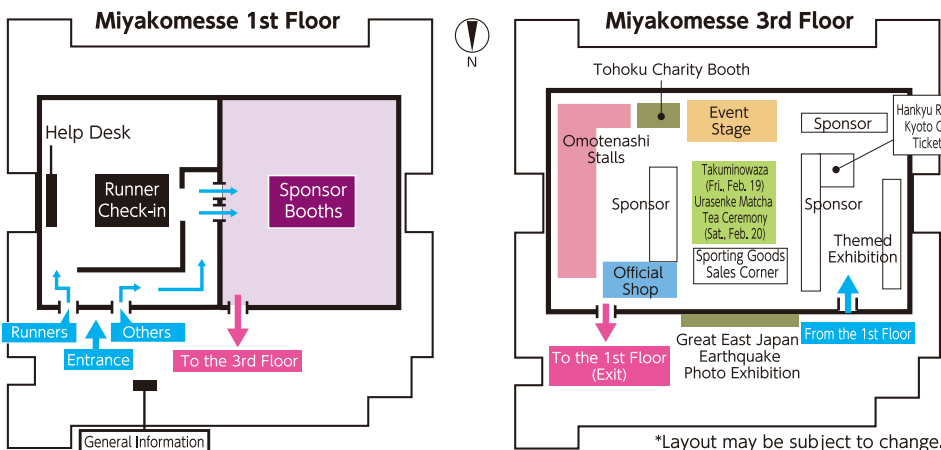 Miyakomesse 1st Floor
Help Desk
Runner
Check-in
Sponsor
Booths
Runners
Others
Entrance
To the 3rd Floor
General Information
N
Miyakomesse 3rd Floor
Tohoku Charity Booth
Omotenashi
Stalls
Event
Stage
Sponsor
Hankyu R
Kyoto C
Ticket
Takuminowaza
(Fri., Feb. 19)
Urasenke Matcha
Tea Ceremony
(Sat., Feb. 20)
Sponsor
Sponsor
Themed
Exhibition
Sporting Goods
Sales Corner
Official
Shop
To the 1st Floor
(Exit)
Great East Japan
Earthquake
Photo Exhibition
From the 1st Floor
*Layout may be subject to change.